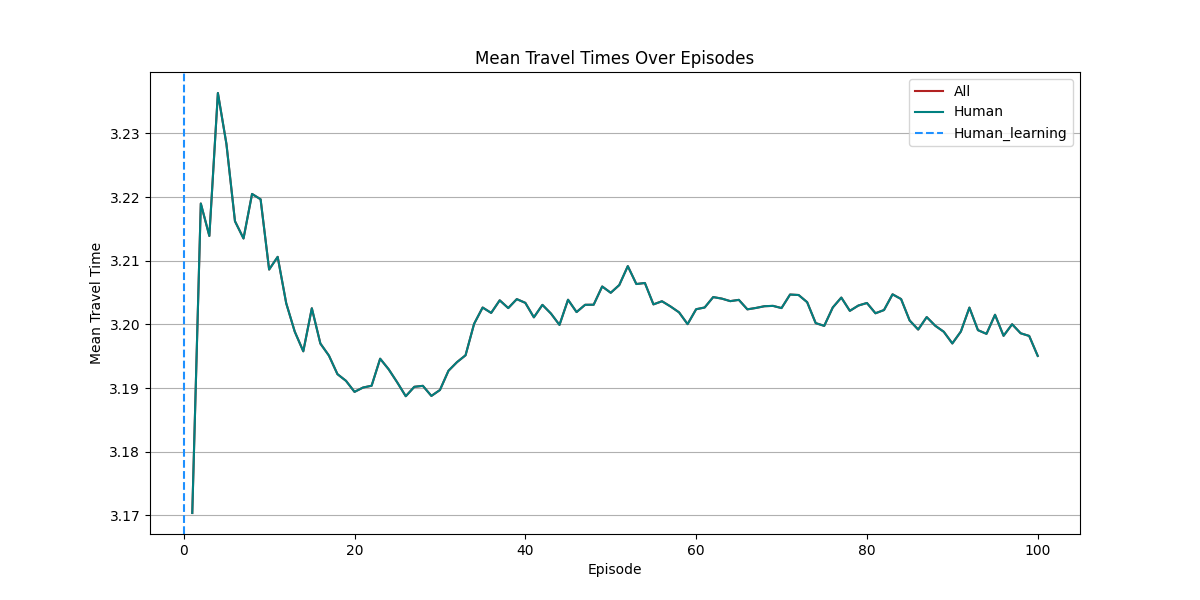 Mean Travel Times Over Episodes
All
Human
Human_learning
Mean Travel Time
3.23
3.22
3.21
3.20
3.19
3.18
3.17
0 20 40 60 80 100
Episode